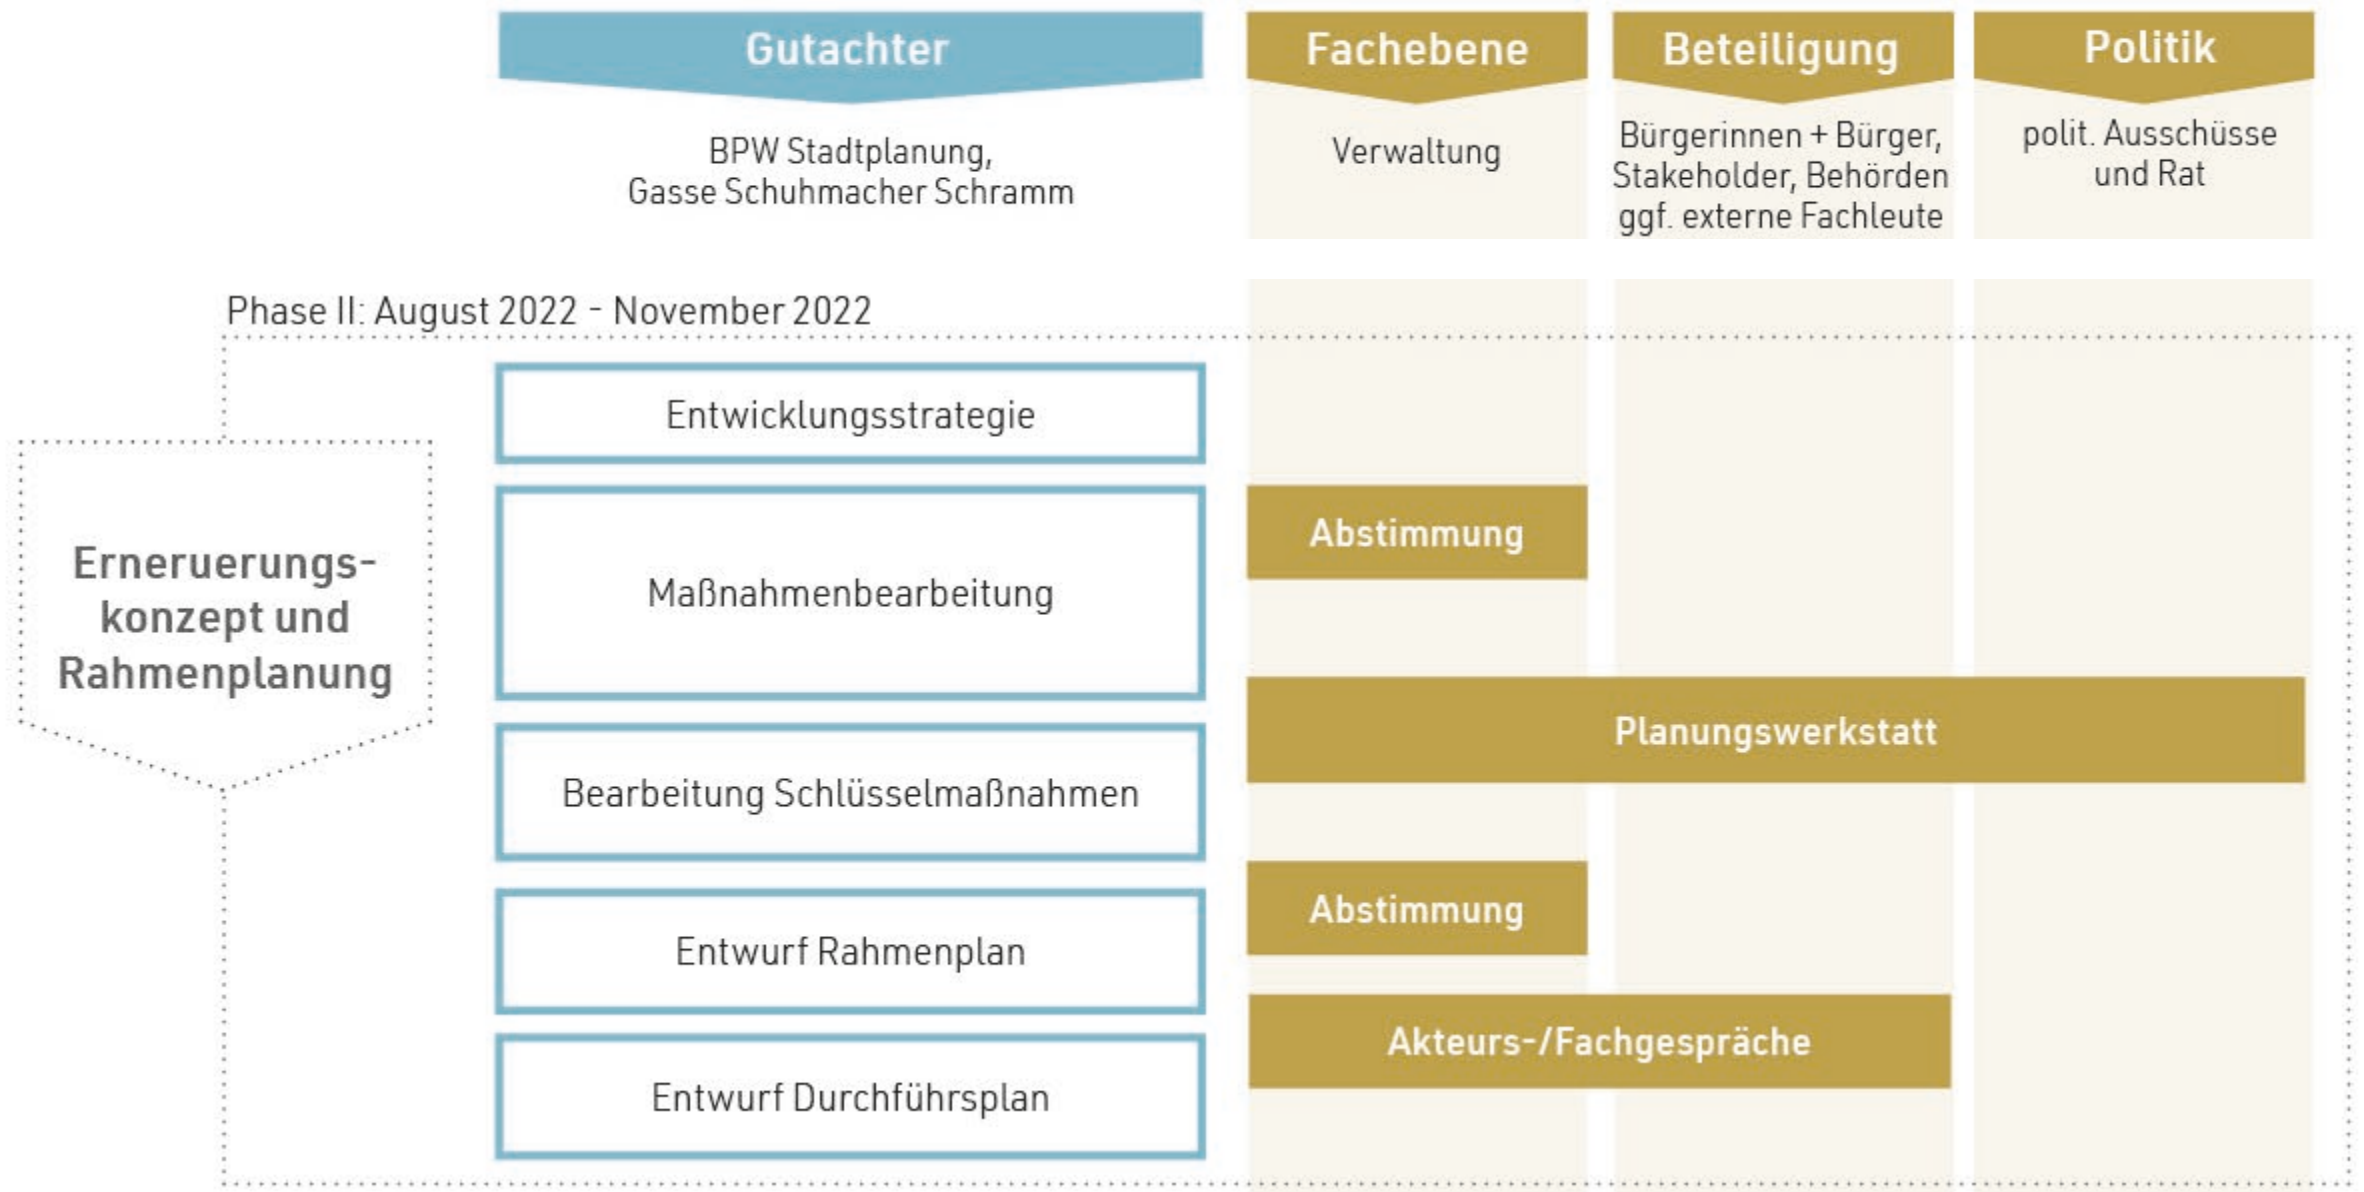 Gutachter
Fachebene
Beteiligung
Politik
BPW Stadtplanung,
Gasse Schuhmacher Schramm
Verwaltung
Bürgerinnen + Bürger,
Stakeholder, Behörden
ggf. externe Fachleute
polit. Ausschüsse
und Rat
Phase II: August 2022 - November 2022
Erneruerungs-
konzept und
Rahmenplanung
Entwicklungsstrategie
Maßnahmenbearbeitung
Abstimmung
Planungswerkstatt
Bearbeitung Schlüsselmaßnahmen
Abstimmung
Entwurf Rahmenplan
Akteurs-/Fachgespräche
Entwurf Durchführsplan